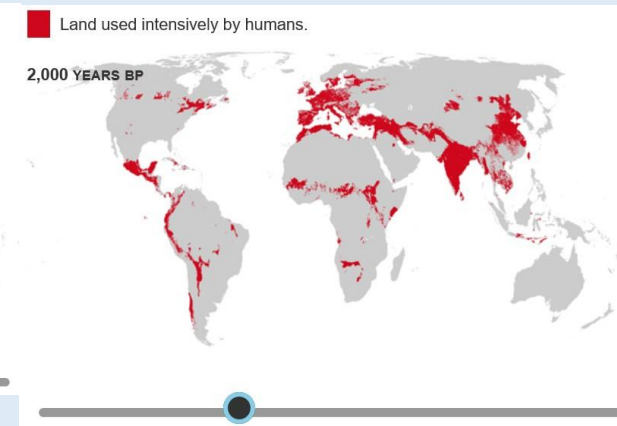 Land used intensively by humans.
2,000 YEARS BP